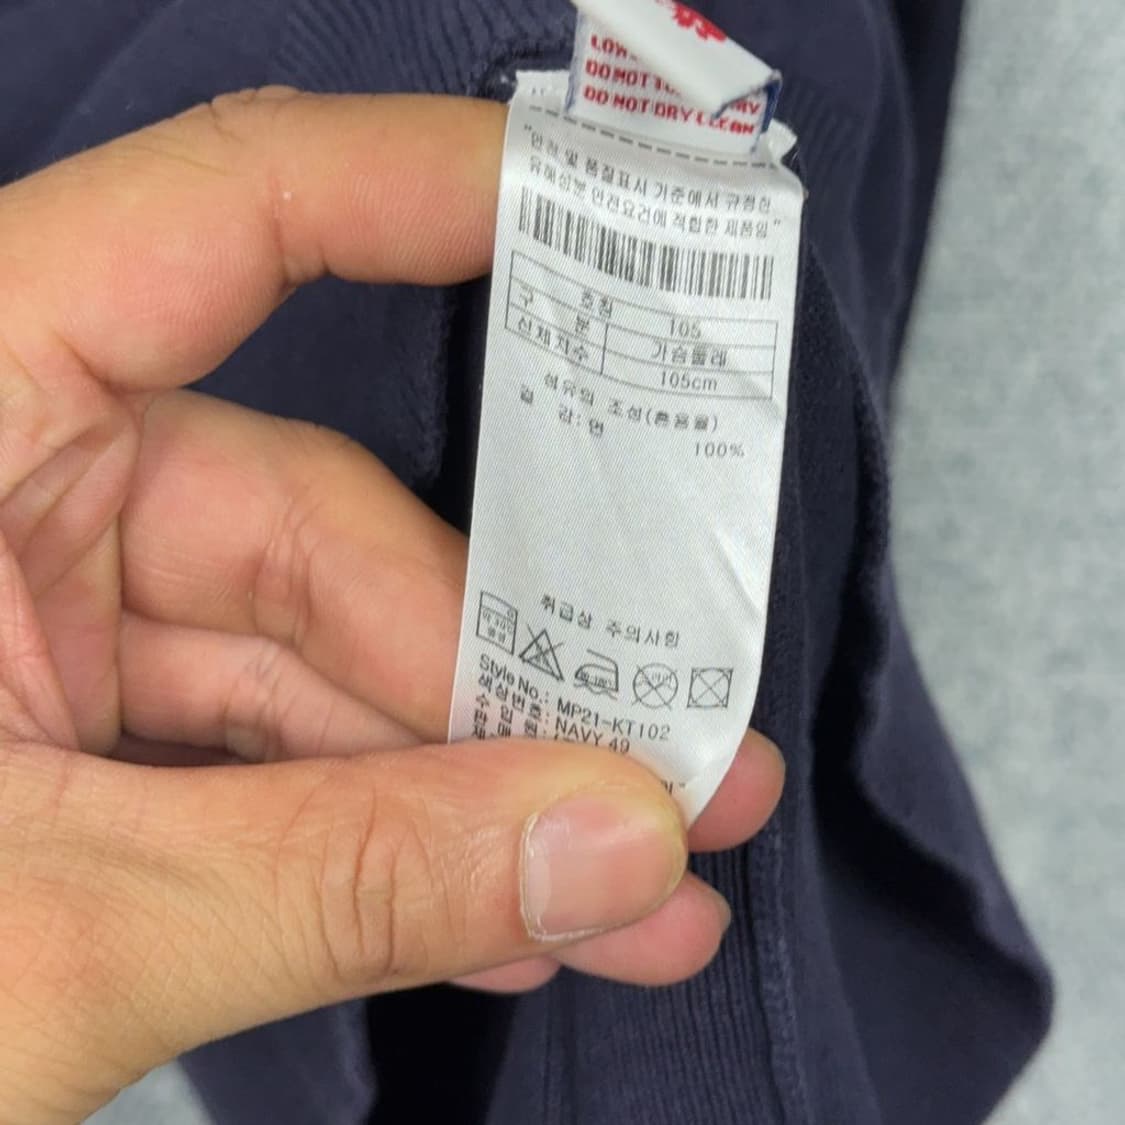 DO NOT DRY CLEAN
"안전 및 품질표시 기준에서 규정한
유해성분 안전요건에 적합한 제품임"
호칭 105
구분 가슴둘레
신체치수 105cm
섬유의 조성(혼용율)
겉 감: 면 100%
취급상 주의사항
Style No.: MP21-KT102
색상번호: NAVY 49